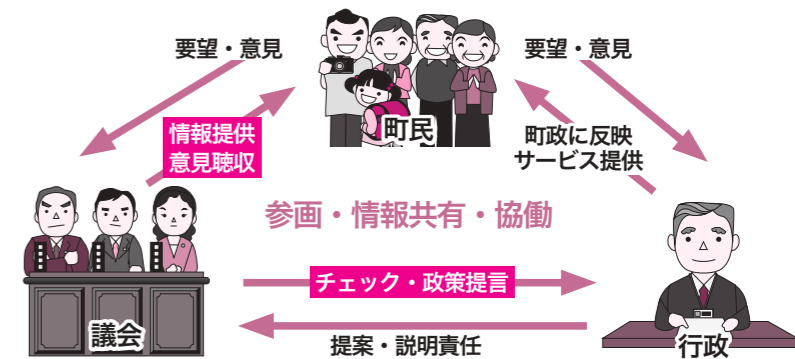 要望・意見
要望・意見
情報提供
意見聴収
町民
町政に反映
サービス提供
参画・情報共有・協働
チェック・政策提言
議会
提案・説明責任
行政